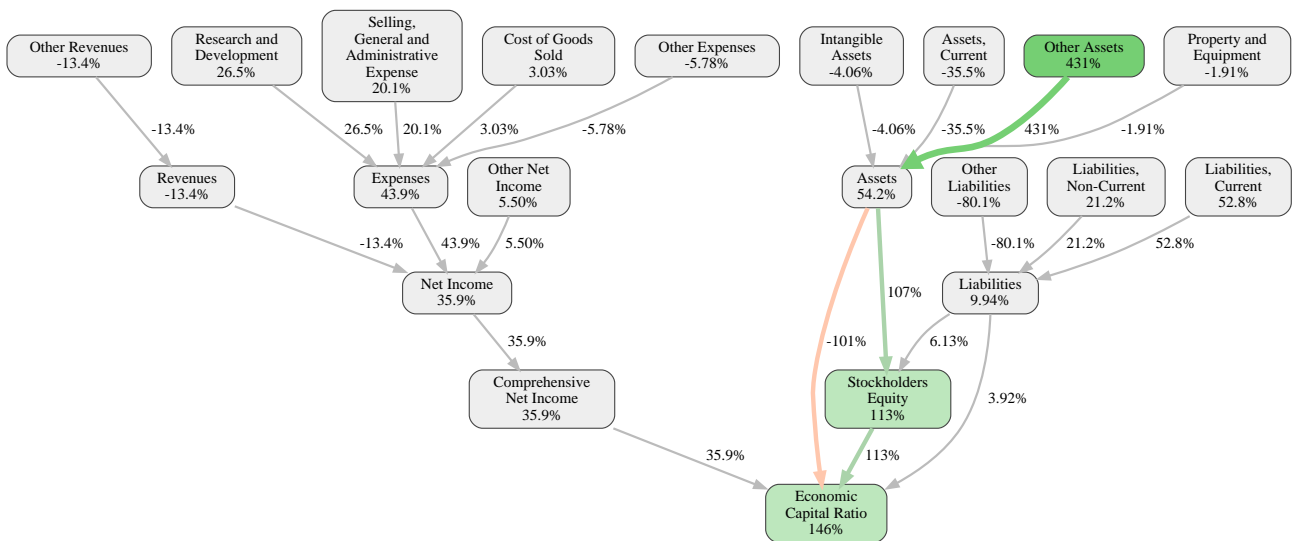 Other Revenues
-13.4%
Research and
Development
26.5%
Selling,
General and
Administrative
Expense
20.1%
Cost of Goods
Sold
3.03%
Other Expenses
-5.78%
Intangible
Assets
-4.06%
Assets,
Current
-35.5%
Other Assets
431%
Property and
Equipment
-1.91%
-13.4%
26.5%
20.1%
3.03%
-5.78%
-4.06%
-35.5%
431%
-1.91%
Revenues
-13.4%
Expenses
43.9%
Other Net
Income
5.50%
Assets
54.2%
Other
Liabilities
-80.1%
Liabilities,
Non-Current
21.2%
Liabilities,
Current
52.8%
-13.4%
43.9%
5.50%
-80.1%
21.2%
52.8%
Net Income
35.9%
107%
Liabilities
9.94%
35.9%
-101%
6.13%
Comprehensive
Net Income
35.9%
Stockholders
Equity
113%
3.92%
35.9%
113%
Economic
Capital Ratio
146%